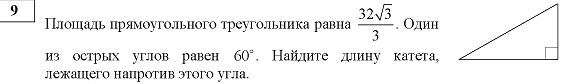 9
Площадь прямоугольного треугольника равна 32√3/3. Один
из острых углов равен 60°. Найдите длину катета,
лежащего напротив этого угла.